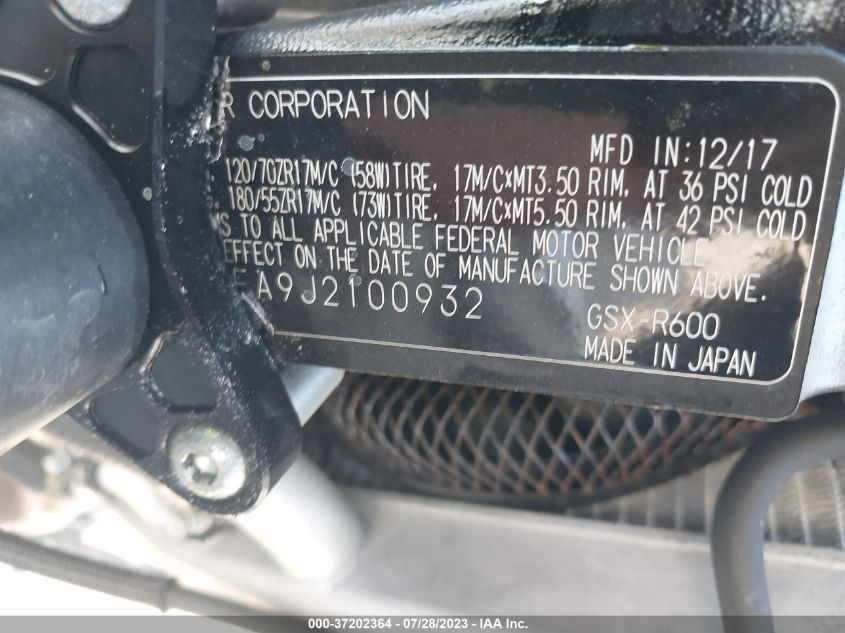 R CORPORATION
MFD IN:12/17
120/70ZR17M/C (58W)TIRE, 17M/C×MT3.50 RIM, AT 36 PSI COLD
180/55ZR17M/C (73W)TIRE, 17M/C×MT5.50 RIM, AT 42 PSI COLD
S TO ALL APPLICABLE FEDERAL MOTOR VEHICLE
EFFECT ON THE DATE OF MANUFACTURE SHOWN ABOVE.
A9J2100932
GSX-R600
MADE IN JAPAN
000-37202364 - 07/28/2023 - IAA Inc.